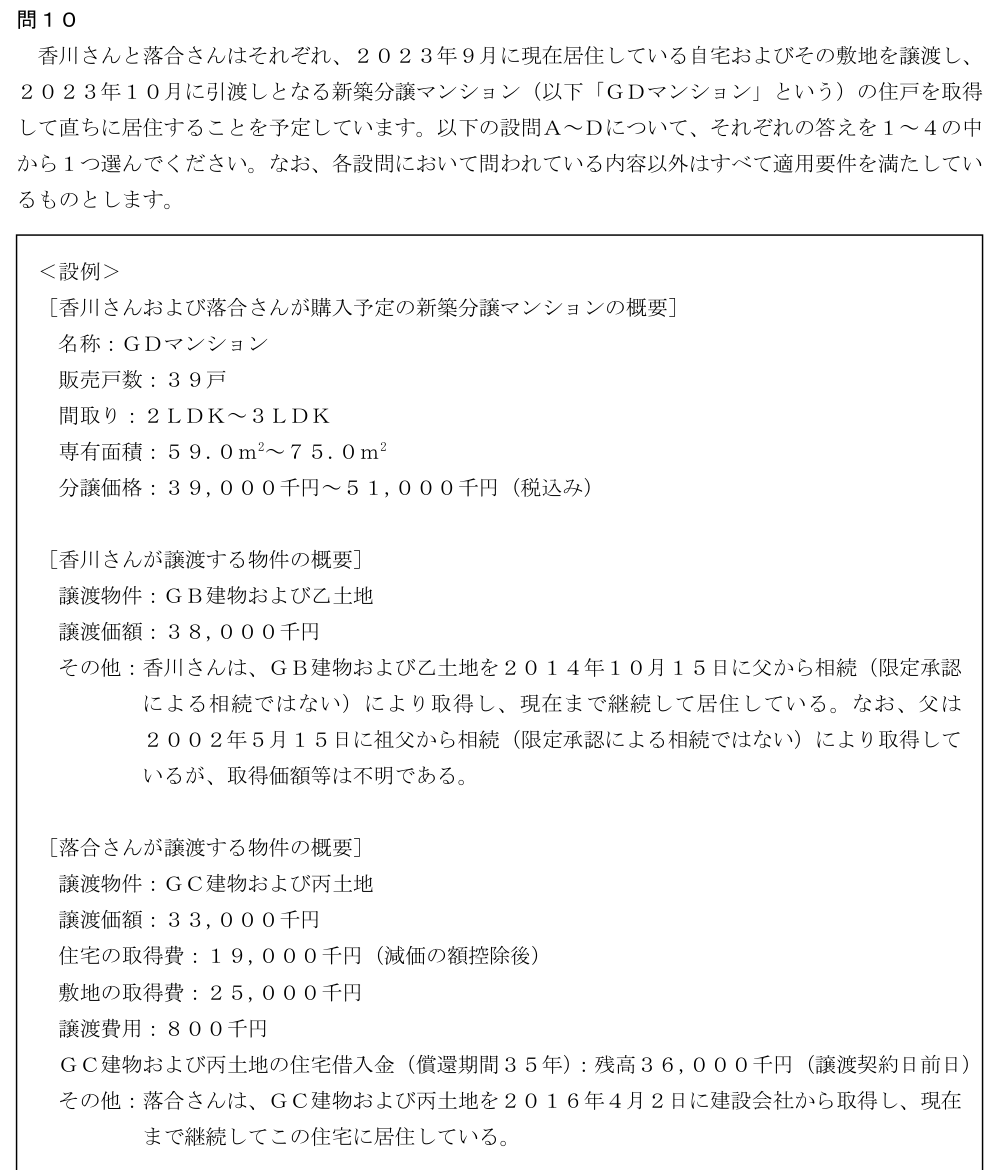 問１０
香川さんと落合さんはそれぞれ、２０２３年９月に現在居住している自宅およびその敷地を譲渡し、
２０２３年１０月に引渡しとなる新築分譲マンション（以下「ＧＤマンション」という）の住戸を取得
して直ちに居住することを予定しています。以下の設問Ａ～Ｄについて、それぞれの答えを１～４の中
から１つ選んでください。なお、各設問において問われている内容以外はすべて適用要件を満たしてい
るものとします。
＜設例＞
［香川さんおよび落合さんが購入予定の新築分譲マンションの概要］
名称：ＧＤマンション
販売戸数：３９戸
間取り：２ＬＤＫ～３ＬＤＫ
専有面積：５９.０m²～７５.０m²
分譲価格：３９,０００千円～５１,０００千円（税込み）
［香川さんが譲渡する物件の概要］
譲渡物件：ＧＢ建物および乙土地
譲渡価額：３８,０００千円
その他：香川さんは、ＧＢ建物および乙土地を２０１４年１０月１５日に父から相続（限定承認
による相続ではない）により取得し、現在まで継続して居住している。なお、父は
２００２年５月１５日に祖父から相続（限定承認による相続ではない）により取得して
いるが、取得価額等は不明である。
［落合さんが譲渡する物件の概要］
譲渡物件：ＧＣ建物および丙土地
譲渡価額：３３,０００千円
住宅の取得費：１９,０００千円（減価の額控除後）
敷地の取得費：２５,０００千円
譲渡費用：８００千円
ＧＣ建物および丙土地の住宅借入金（償還期間３５年）：残高３６,０００千円（譲渡契約日前日）
その他：落合さんは、ＧＣ建物および丙土地を２０１６年４月２日に建設会社から取得し、現在
まで継続してこの住宅に居住している。